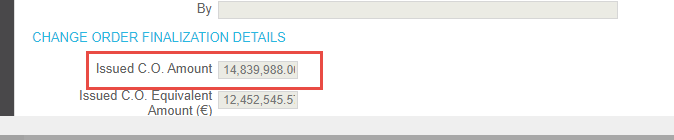 By
CHANGE ORDER FINALIZATION DETAILS
Issued C.O. Amount 14,839,988.0
Issued C.O. Equivalent 12,452,545.5
Amount (€)